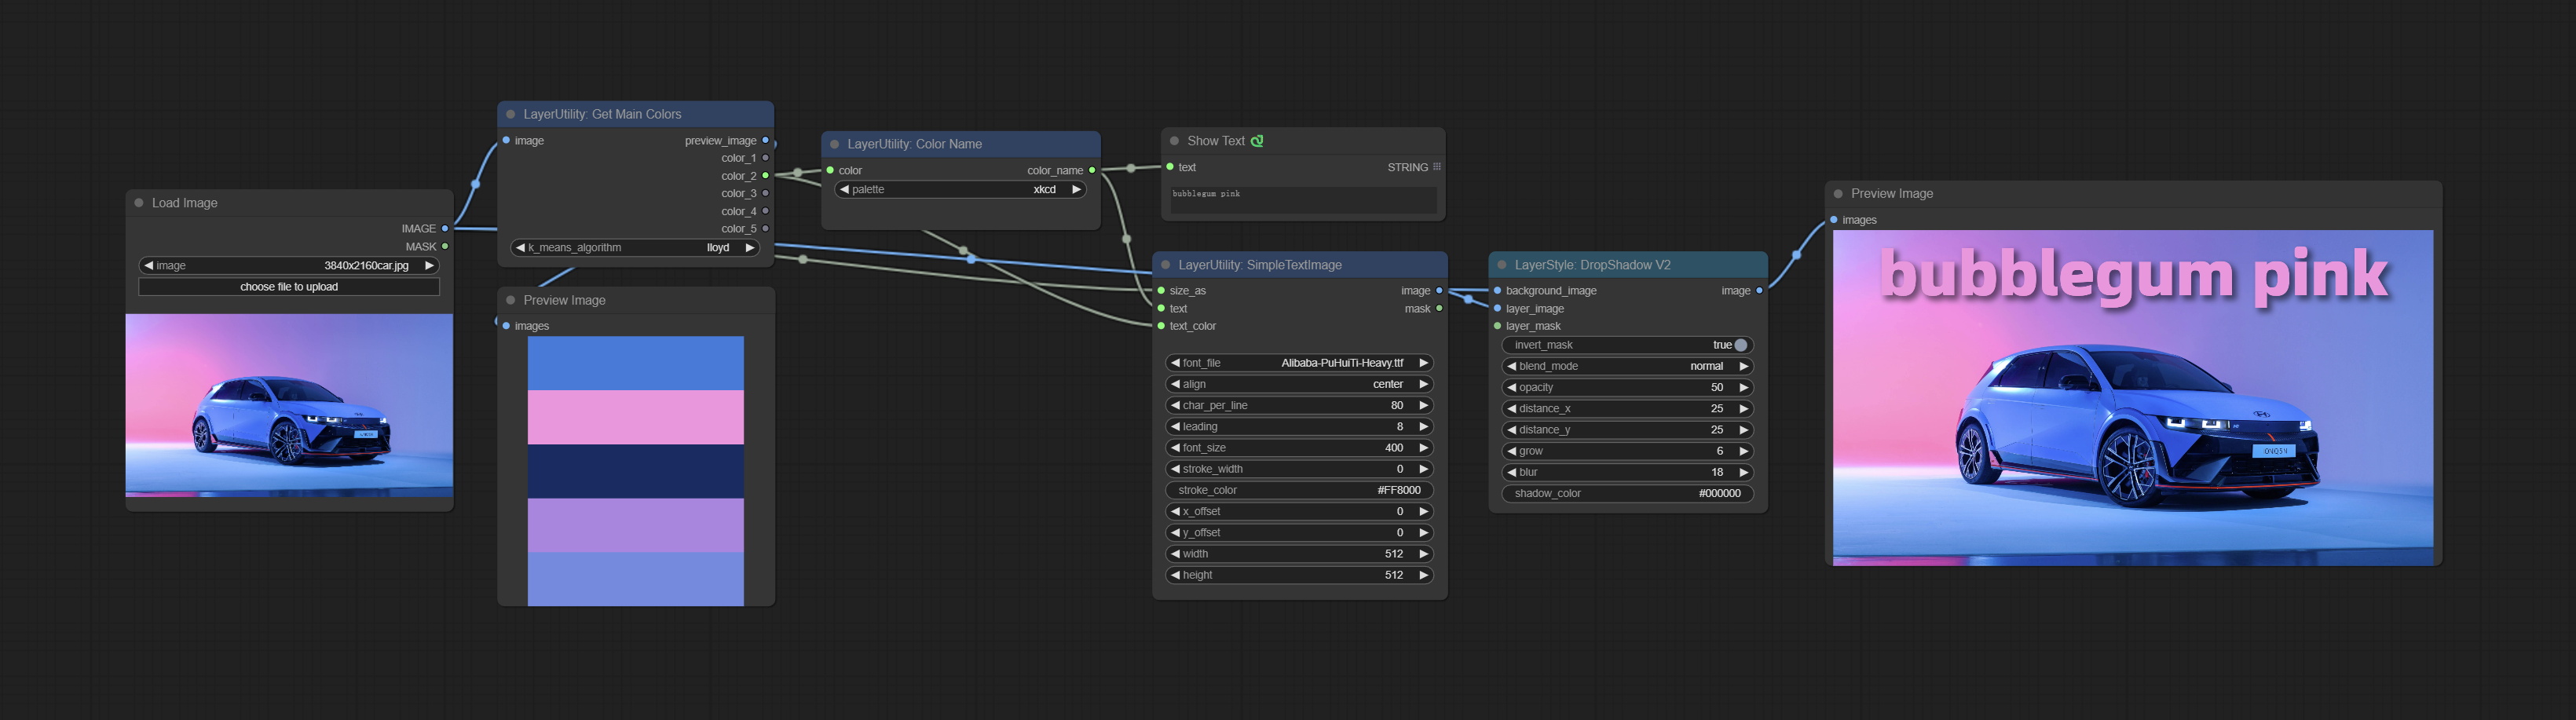 Load Image
IMAGE
MASK
image 3840x2160car.jpg
choose file to upload
LayerUtility: Get Main Colors
image preview_image
color_1
color_2
color_3
color_4
color_5
k_means_algorithm lloyd
Preview Image
images
LayerUtility: Color Name
color color_name
palette xkcd
Show Text
text STRING
bubblegum pink
LayerUtility: SimpleTextImage
size_as image
text mask
text_color
font_file Alibaba-PuHuiTi-Heavy.ttf
align center
char_per_line 80
leading 8
font_size 400
stroke_width 0
stroke_color #FF8000
x_offset 0
y_offset 0
width 512
height 512
LayerStyle: DropShadow V2
background_image image
layer_image
layer_mask
invert_mask true
blend_mode normal
opacity 50
distance_x 25
distance_y 25
grow 6
blur 18
shadow_color #000000
Preview Image
images
bubblegum pink